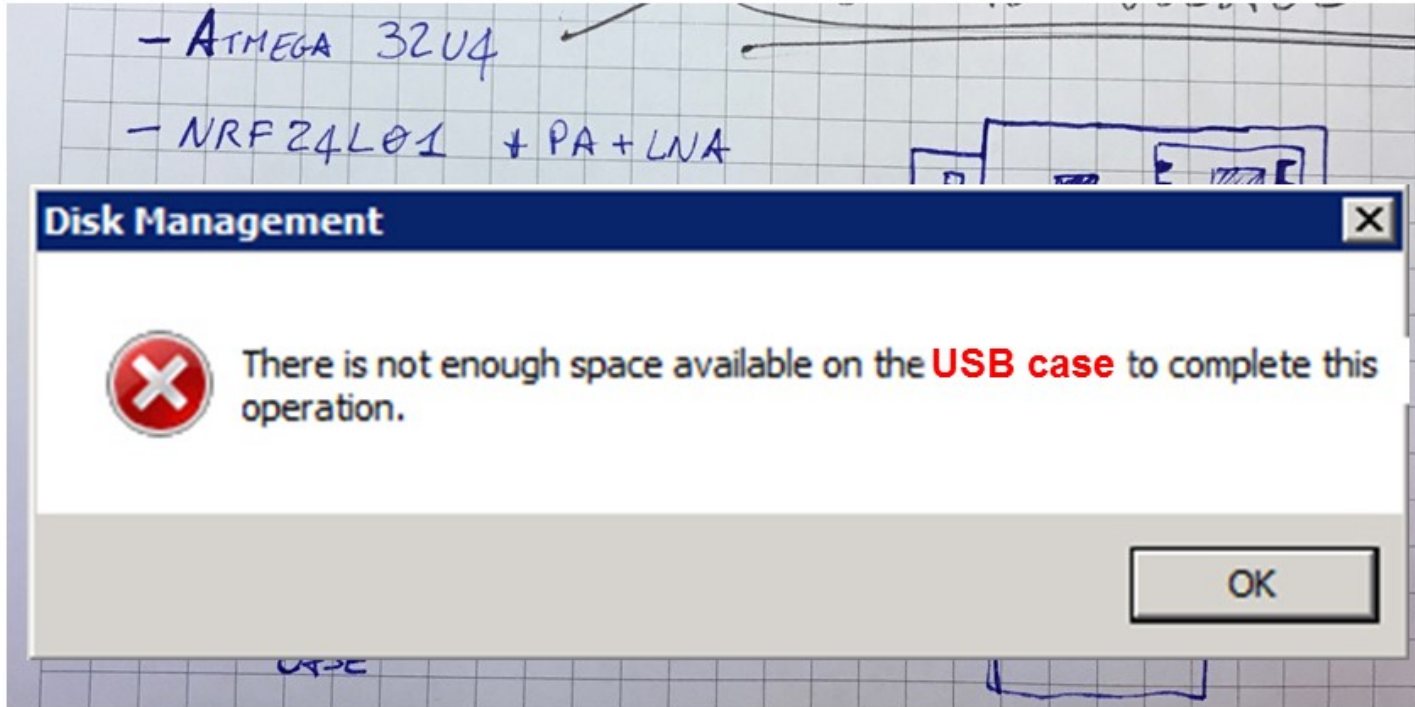 - ATMEGA 32U4
- NRF24L01 + PA + LNA
Disk Management
There is not enough space available on the USB case to complete this
operation.
OK
CASE